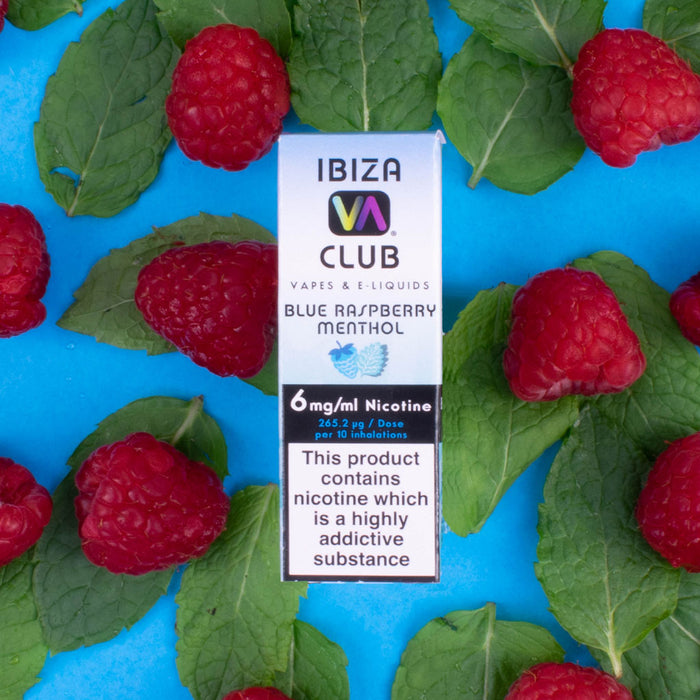 IBIZA
VA
®
CLUB
VAPES & E-LIQUIDS
BLUE RASPBERRY
MENTHOL
6mg/ml Nicotine
265.2 µg / Dose
per 10 inhalations
This product
contains
nicotine which
is a highly
addictive
substance